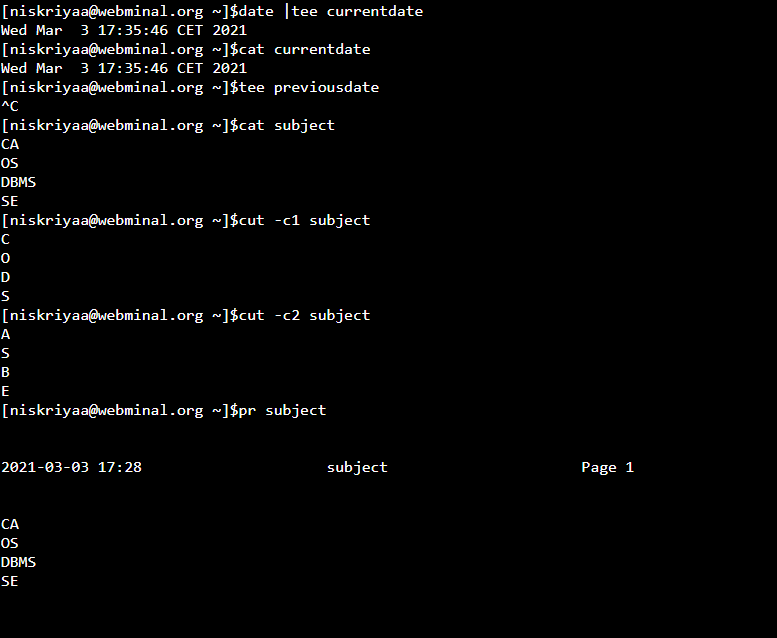 [niskriyaa@webminal.org ~]$date |tee currentdate
Wed Mar  3 17:35:46 CET 2021
[niskriyaa@webminal.org ~]$cat currentdate
Wed Mar  3 17:35:46 CET 2021
[niskriyaa@webminal.org ~]$tee previousdate
^C
[niskriyaa@webminal.org ~]$cat subject
CA
OS
DBMS
SE
[niskriyaa@webminal.org ~]$cut -c1 subject
C
O
D
S
[niskriyaa@webminal.org ~]$cut -c2 subject
A
S
B
E
[niskriyaa@webminal.org ~]$pr subject
2021-03-03 17:28                     subject                      Page 1
CA
OS
DBMS
SE